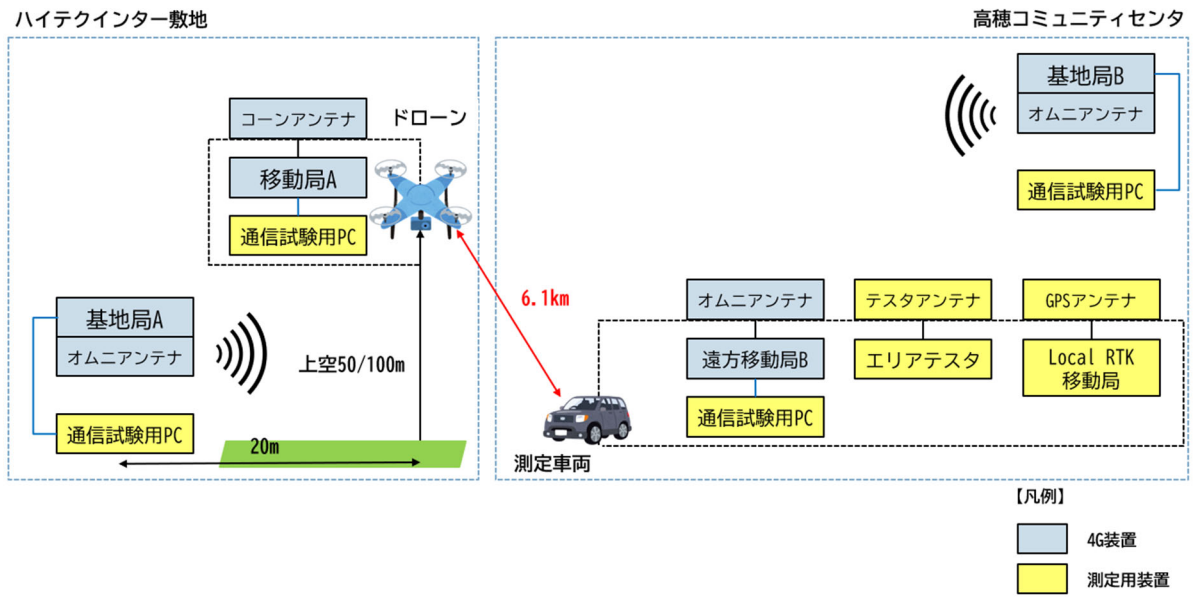 ハイテクインター敷地
高穂コミュニティセンタ
コーンアンテナ
ドローン
移動局A
通信試験用PC
基地局A
オムニアンテナ
通信試験用PC
上空50/100m
20m
6.1km
基地局B
オムニアンテナ
通信試験用PC
オムニアンテナ
遠方移動局B
通信試験用PC
テスタアンテナ
エリアテスタ
GPSアンテナ
Local RTK
移動局
測定車両
【凡例】
4G装置
測定用装置